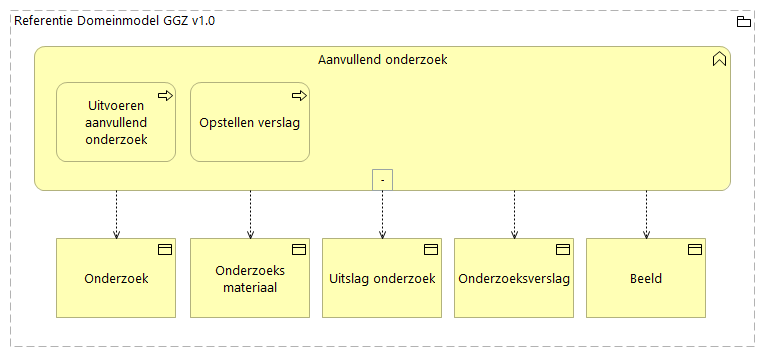 Referentie Domeinmodel GGZ v1.0
Aanvullend onderzoek
Uitvoeren
aanvullend
onderzoek
Opstellen verslag
-
Onderzoek
Onderzoeks
materiaal
Uitslag onderzoek
Onderzoeksverslag
Beeld